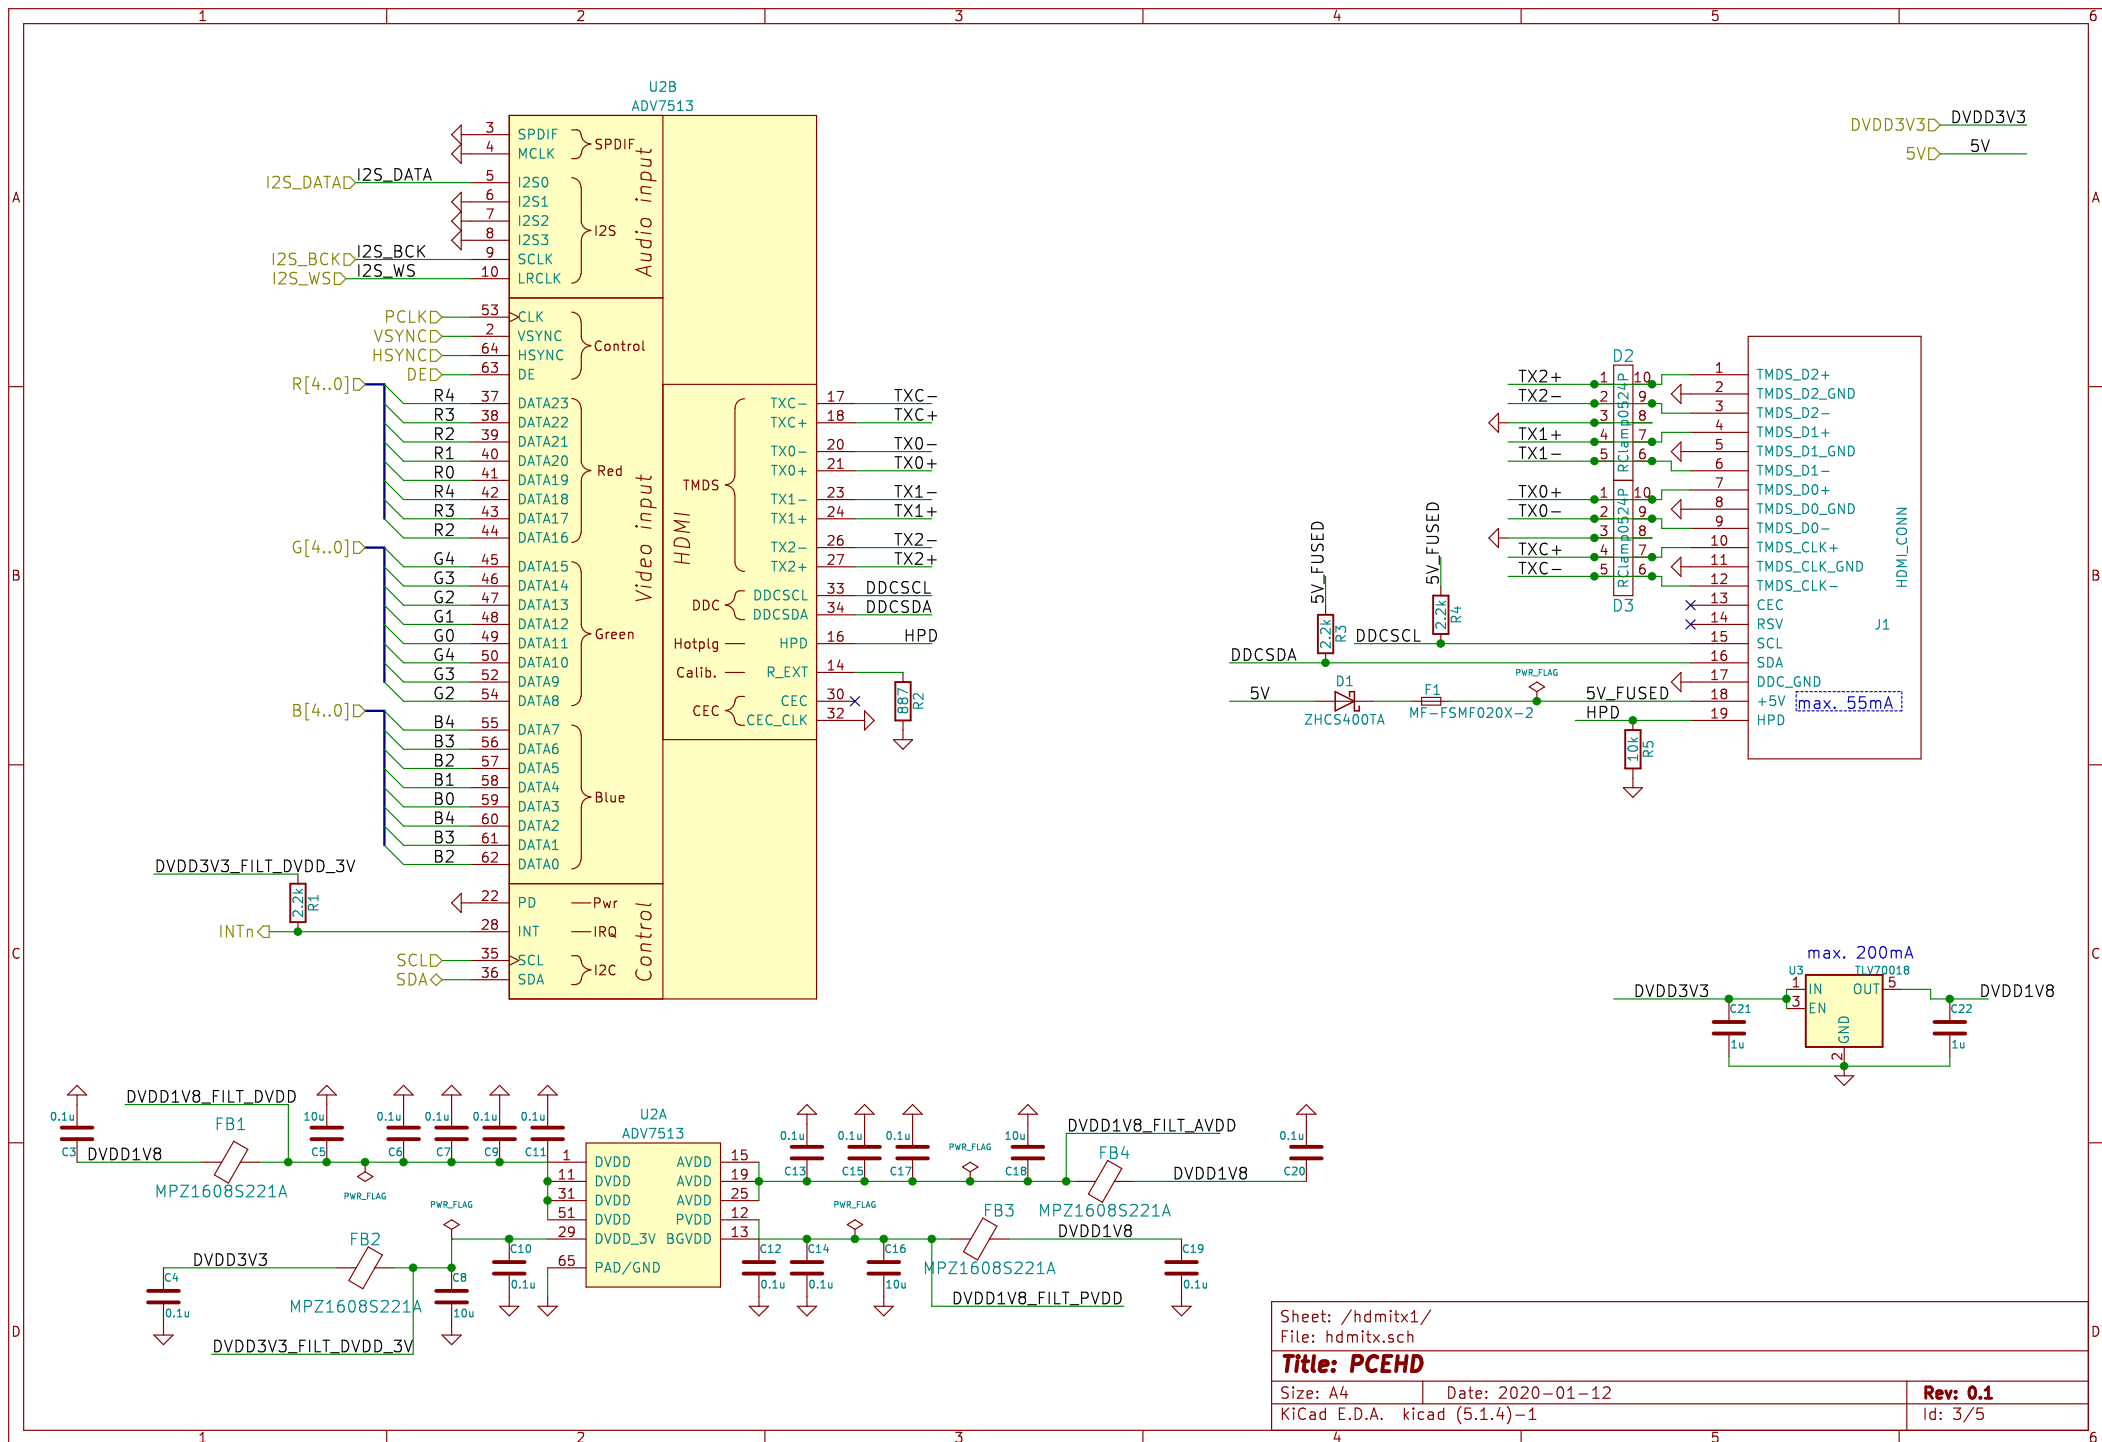 1 2 3 4 5 6
A
B
C
D
A
B
C
D
1 2 3 4 5 6
U2B
ADV7513
3 SPDIF
4 MCLK
SPDIF
I2S_DATA I2S_DATA 5 I2S0
6 I2S1
7 I2S2
8 I2S3
I2S_BCK I2S_BCK 9 SCLK
I2S_WS I2S_WS 10 LRCLK
I2S
Audio input
PCLK 53 CLK
VSYNC 2 VSYNC
HSYNC 64 HSYNC
DE 63 DE
Control
R[4..0]
R4 37 DATA23
R3 38 DATA22
R2 39 DATA21
R1 40 DATA20
R0 41 DATA19
R4 42 DATA18
R3 43 DATA17
R2 44 DATA16
Red
G[4..0]
G4 45 DATA15
G3 46 DATA14
G2 47 DATA13
G1 48 DATA12
G0 49 DATA11
G4 50 DATA10
G3 52 DATA9
G2 54 DATA8
Green
B[4..0]
B4 55 DATA7
B3 56 DATA6
B2 57 DATA5
B1 58 DATA4
B0 59 DATA3
B4 60 DATA2
B3 61 DATA1
B2 62 DATA0
Blue
Video input
DVDD3V3_FILT_DVDD_3V
2.2k R1
22 PD Pwr
INTn 28 INT IRQ
SCL 35 SCL
SDA 36 SDA
I2C
Control
HDMI
TMDS
TXC- 17 TXC-
TXC+ 18 TXC+
TX0- 20 TX0-
TX0+ 21 TX0+
TX1- 23 TX1-
TX1+ 24 TX1+
TX2- 26 TX2-
TX2+ 27 TX2+
DDC
DDCSCL 33 DDCSCL
DDCSDA 34 DDCSDA
Hotplg HPD 16 HPD
Calib. R_EXT 14
887 R2
CEC
CEC 30
CEC_CLK 32
DVDD3V3 DVDD3V3
5V 5V
D2
RClamp0524P
TX2+ 1 10
TX2- 2 9
3 8
TX1+ 4 7
TX1- 5 6
RClamp0524P
TX0+ 1 10
TX0- 2 9
3 8
TXC+ 4 7
TXC- 5 6
D3
1 TMDS_D2+
2 TMDS_D2_GND
3 TMDS_D2-
4 TMDS_D1+
5 TMDS_D1_GND
6 TMDS_D1-
7 TMDS_D0+
8 TMDS_D0_GND
9 TMDS_D0-
10 TMDS_CLK+
11 TMDS_CLK_GND
12 TMDS_CLK-
13 CEC
14 RSV
15 SCL
16 SDA
17 DDC_GND
18 +5V
19 HPD
HDMI_CONN
J1
max. 55mA
5V_FUSED
2.2k R3
5V_FUSED
2.2k R4
DDCSCL
DDCSDA
5V
D1
ZHCS400TA
F1
MF-FSMF020X-2
PWR_FLAG
5V_FUSED
HPD
10k R5
max. 200mA
U3 TLV70018
DVDD3V3
1 IN
3 EN
OUT 5
GND
2
DVDD1V8
C21
1u
C22
1u
DVDD1V8_FILT_DVDD
0.1u C3
DVDD1V8
FB1
MPZ1608S221A
10u C5
PWR_FLAG
0.1u C6
0.1u C7
0.1u C9
0.1u C11
U2A
ADV7513
1 DVDD
11 DVDD
31 DVDD
51 DVDD
29 DVDD_3V
65 PAD/GND
AVDD 15
AVDD 19
AVDD 25
PVDD 12
BGVDD 13
PWR_FLAG
DVDD3V3
FB2
MPZ1608S221A
C4
0.1u
C8
10u
C10
0.1u
DVDD3V3_FILT_DVDD_3V
0.1u C13
0.1u C15
0.1u C17
PWR_FLAG
10u C18
DVDD1V8_FILT_AVDD
FB4
MPZ1608S221A
DVDD1V8
0.1u C20
PWR_FLAG
C12
0.1u
C14
0.1u
C16
10u
FB3
MPZ1608S221A
DVDD1V8
C19
0.1u
DVDD1V8_FILT_PVDD
Sheet: /hdmitx1/
File: hdmitx.sch
Title: PCEHD
Size: A4 Date: 2020-01-12 Rev: 0.1
KiCad E.D.A. kicad (5.1.4)-1 Id: 3/5